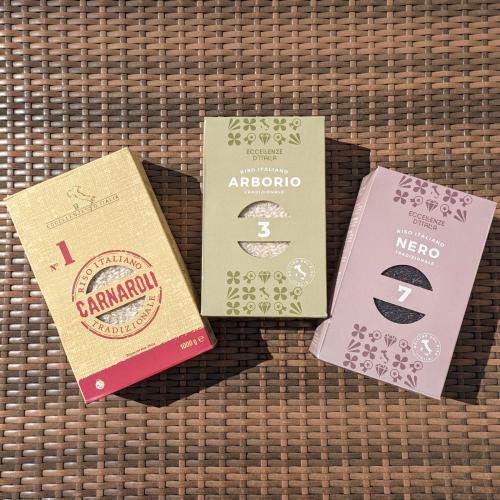 ECCELLENZE D'ITALIA
N° 1
RISO ITALIANO
CARNAROLI
TRADIZIONALE
1000 g e
ECCELLENZE
D'ITALIA
RISO ITALIANO
ARBORIO
TRADIZIONALE
3
ECCELLENZE
D'ITALIA
RISO ITALIANO
NERO
TRADIZIONALE
7